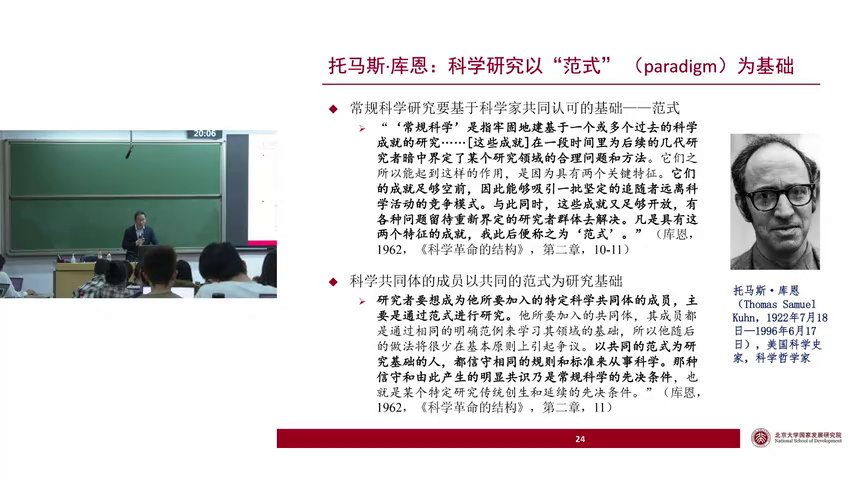 20:06
托马斯·库恩：科学研究以“范式”（paradigm）为基础
常规科学研究要基于科学家共同认可的基础——范式
“‘常规科学’是指牢固地建基于一个或多个过去的科学
成就的研究……[这些成就]在一段时间里为后续的几代研
究者暗中界定了某个研究领域的合理问题和方法。它们之
所以能起到这样的作用，是因为具有两个关键特征。它们
的成就足够空前，因此能够吸引一批坚定的追随者远离科
学活动的竞争模式。与此同时，这些成就又足够开放，有
各种问题留待重新界定的研究者群体去解决。凡是具有这
两个特征的成就，我此后便称之为‘范式’。”（库恩，
1962，《科学革命的结构》，第二章，10-11）
科学共同体的成员以共同的范式为研究基础
研究者要想成为他所要加入的特定科学共同体的成员，主
要是通过范式进行研究。他所要加入的共同体，其成员都
是通过相同的明确范例来学习其领域的基础，所以他随后
的做法将很少在基本原则上引起争议。以共同的范式为研
究基础的人，都信守相同的规则和标准来从事科学。那种
信守和由此产生的明显共识乃是常规科学的先决条件，也
就是某个特定研究传统创生和延续的先决条件。”（库恩，
1962，《科学革命的结构》，第二章，11）
托马斯·库恩
（Thomas Samuel
Kuhn，1922年7月18
日—1996年6月17
日），美国科学史
家，科学哲学家
24
北京大学国家发展研究院
National School of Development